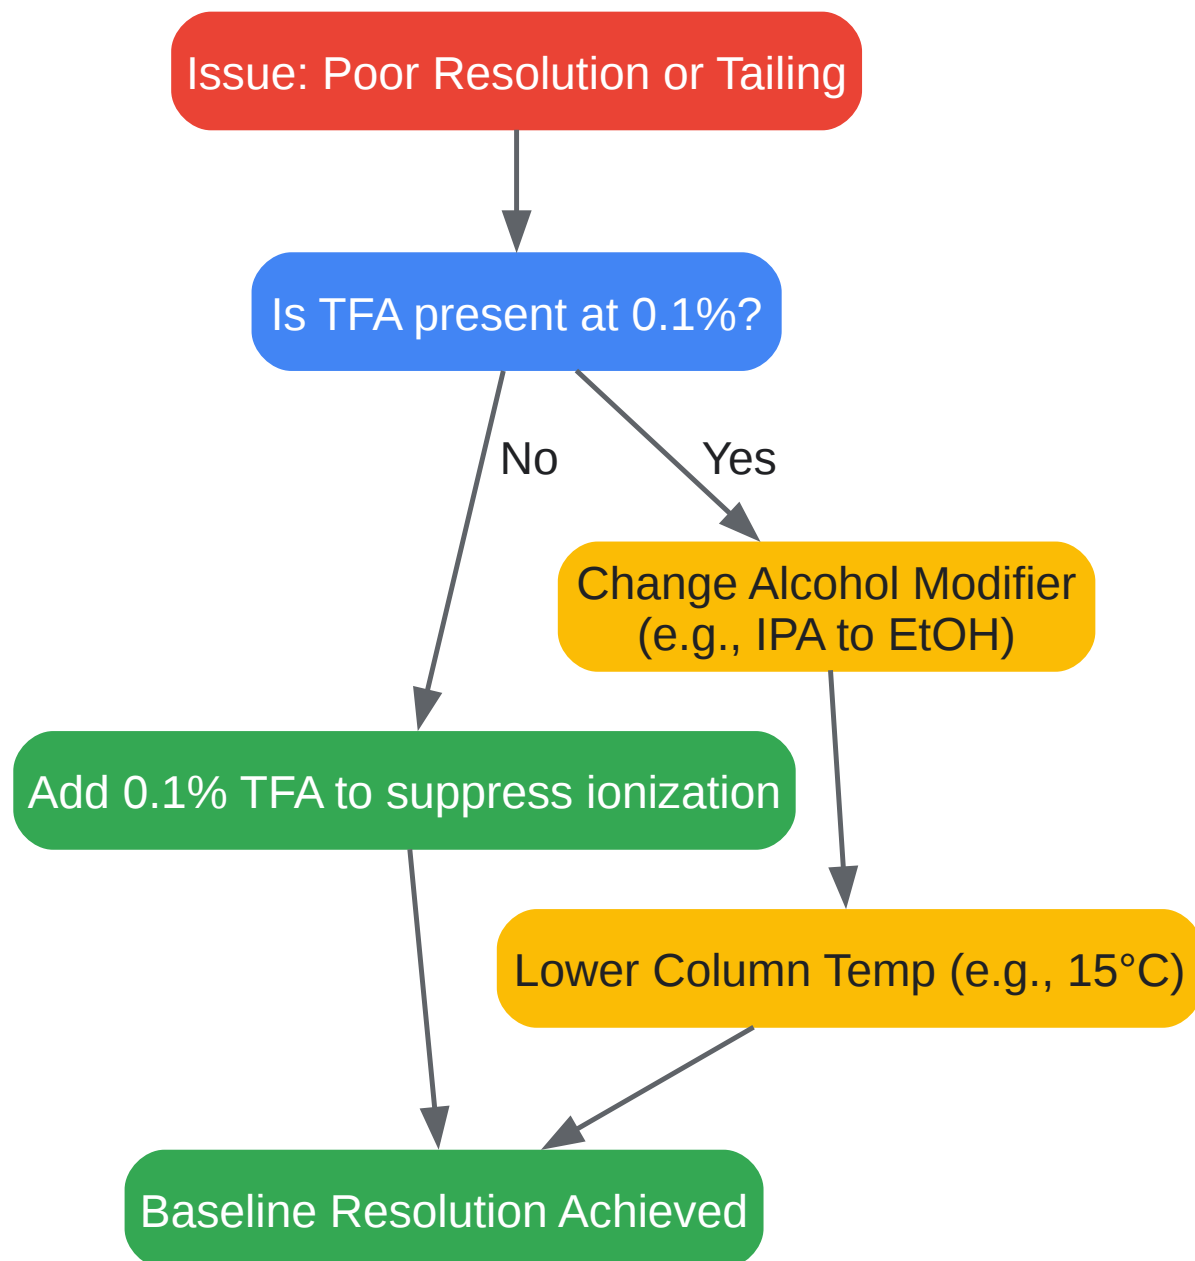 Issue: Poor Resolution or Tailing
Is TFA present at 0.1%?
No
Yes
Change Alcohol Modifier
(e.g., IPA to EtOH)
Add 0.1% TFA to suppress ionization
Lower Column Temp (e.g., 15°C)
Baseline Resolution Achieved